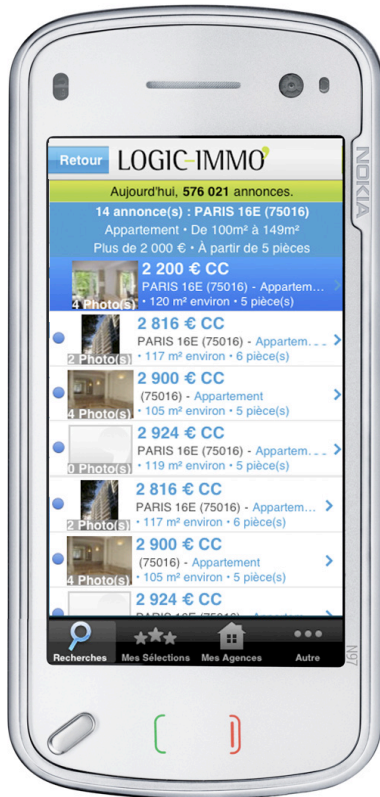 NOKIA
Retour LOGIC-IMMO
Aujourd'hui, 576 021 annonces.
14 annonce(s) : PARIS 16E (75016)
Appartement • De 100m² à 149m²
Plus de 2 000 € • À partir de 5 pièces
2 200 € CC
PARIS 16E (75016) - Appartem...
4 Photo(s) • 120 m² environ • 5 pièce(s)
2 816 € CC
PARIS 16E (75016) - Appartem...
2 Photo(s) • 117 m² environ • 6 pièce(s)
2 900 € CC
(75016) - Appartement
4 Photo(s) • 105 m² environ • 5 pièce(s)
2 924 € CC
PARIS 16E (75016) - Appartem...
0 Photo(s) • 119 m² environ • 5 pièce(s)
2 816 € CC
PARIS 16E (75016) - Appartem...
2 Photo(s) • 117 m² environ • 6 pièce(s)
2 900 € CC
(75016) - Appartement
4 Photo(s) • 105 m² environ • 5 pièce(s)
2 924 € CC
PARIS 16E (75016) - Appartem...
Recherches Mes Sélections Mes Agences Autre
N97